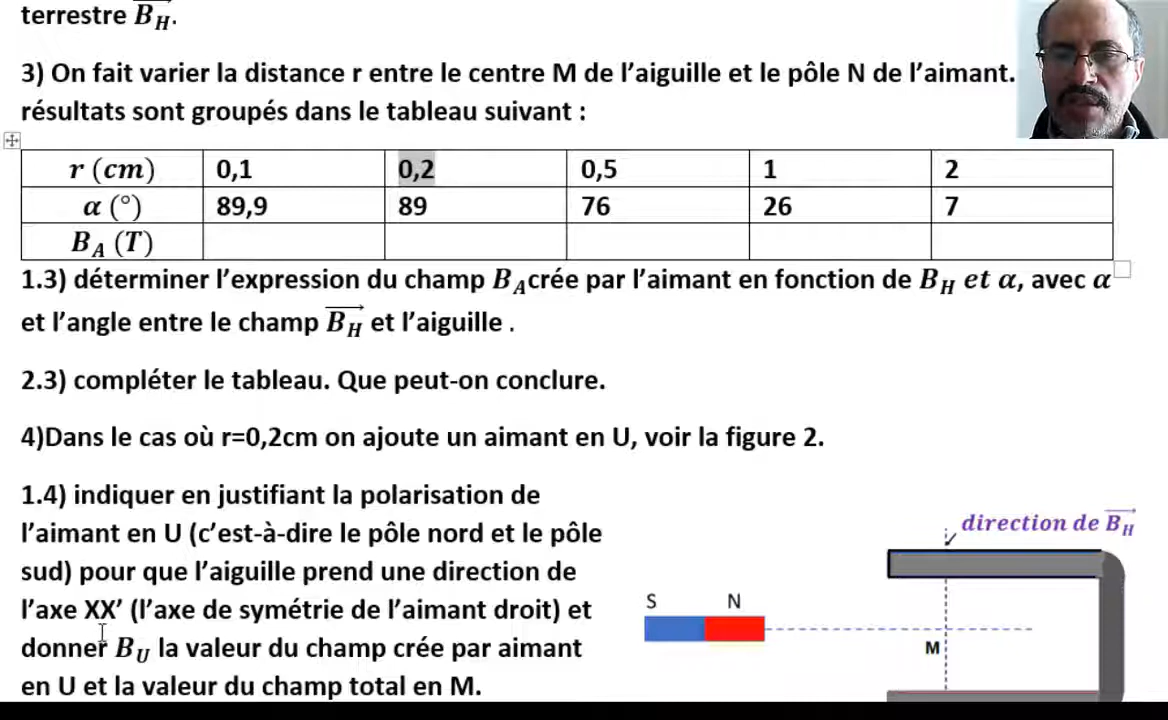 terrestre B_H.
3) On fait varier la distance r entre le centre M de l'aiguille et le pôle N de l'aimant.
résultats sont groupés dans le tableau suivant :
r (cm) 0,1 0,2 0,5 1 2
α (°) 89,9 89 76 26 7
B_A (T)
1.3) déterminer l'expression du champ B_A crée par l'aimant en fonction de B_H et α, avec α
et l'angle entre le champ B_H et l'aiguille .
2.3) compléter le tableau. Que peut-on conclure.
4)Dans le cas où r=0,2cm on ajoute un aimant en U, voir la figure 2.
1.4) indiquer en justifiant la polarisation de
l'aimant en U (c'est-à-dire le pôle nord et le pôle
sud) pour que l'aiguille prend une direction de
l'axe XX' (l'axe de symétrie de l'aimant droit) et
donner B_U la valeur du champ crée par aimant
en U et la valeur du champ total en M.
direction de B_H
S N
M